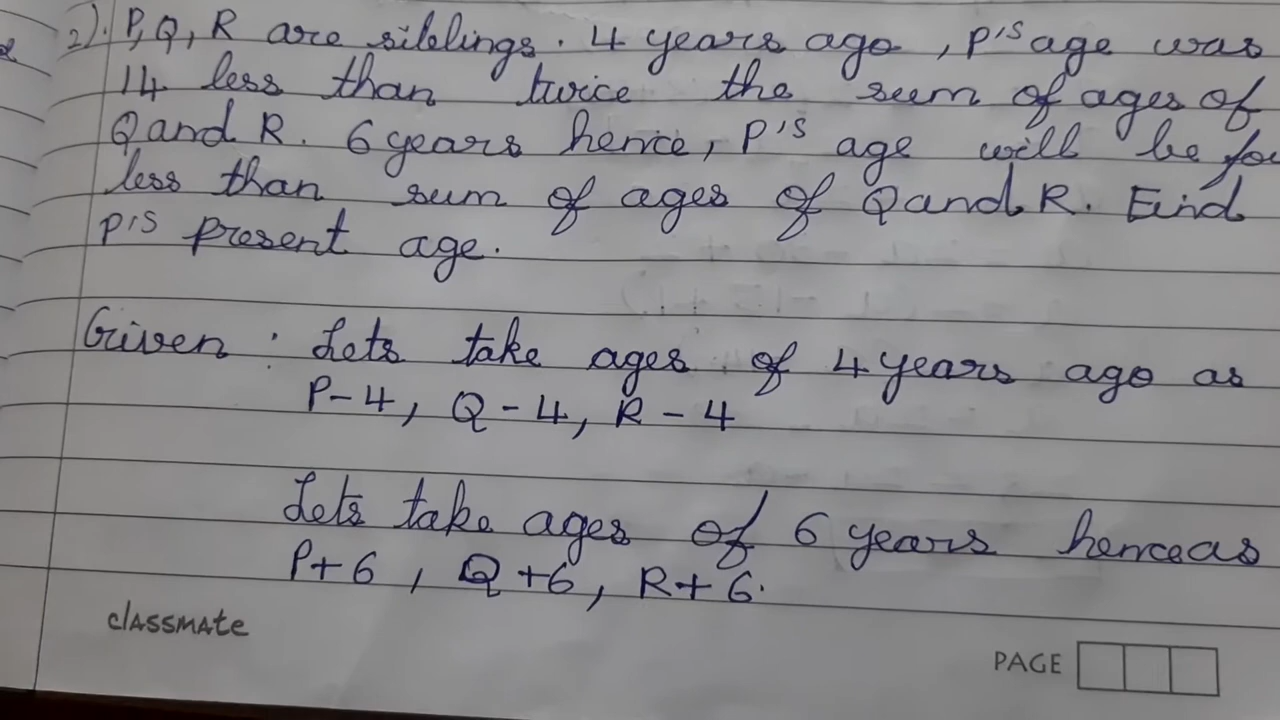 2). P, Q, R are siblings. 4 years ago, P's age was
14 less than twice the sum of ages of
Q and R. 6 years hence, P's age will be
less than sum of ages of Q and R. Find
P's present age.
Given : Lets take ages of 4 years ago as
P-4, Q-4, R-4
Lets take ages of 6 years hence as
P+6, Q+6, R+6.
classmate
PAGE